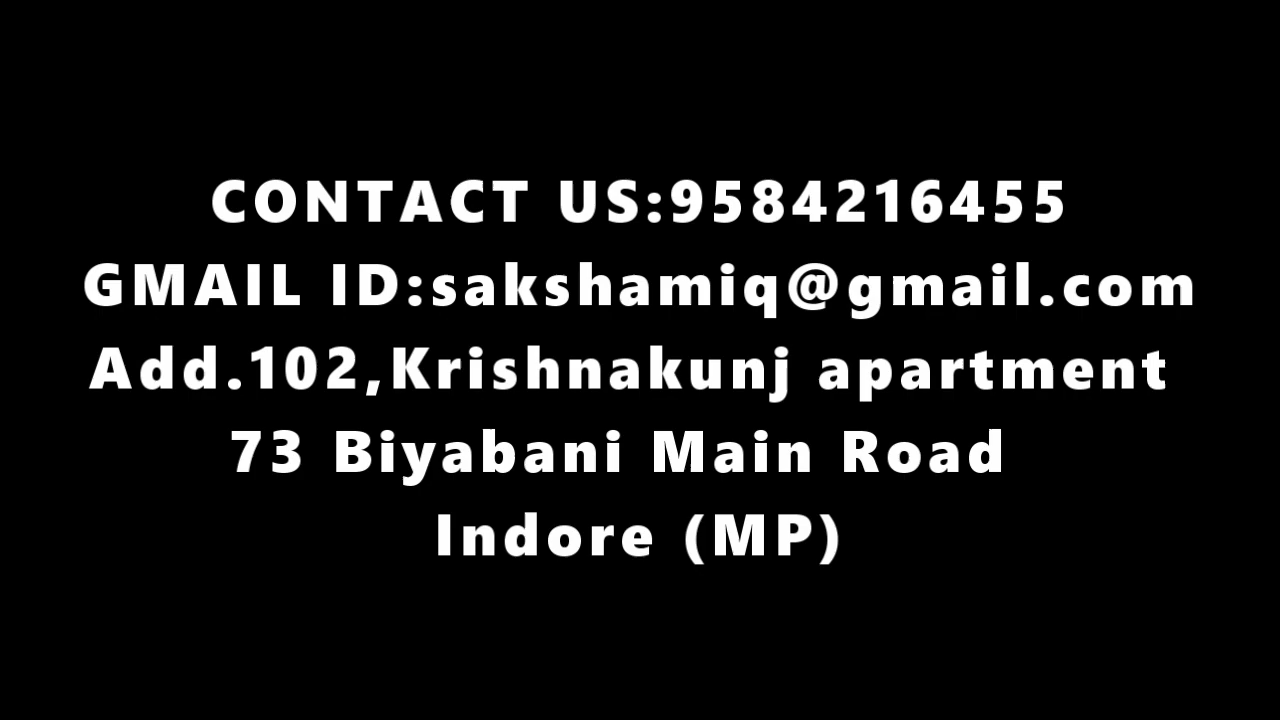 CONTACT US:9584216455
GMAIL ID:sakshamiq@gmail.com
Add.102,Krishnakunj apartment
73 Biyabani Main Road
Indore (MP)